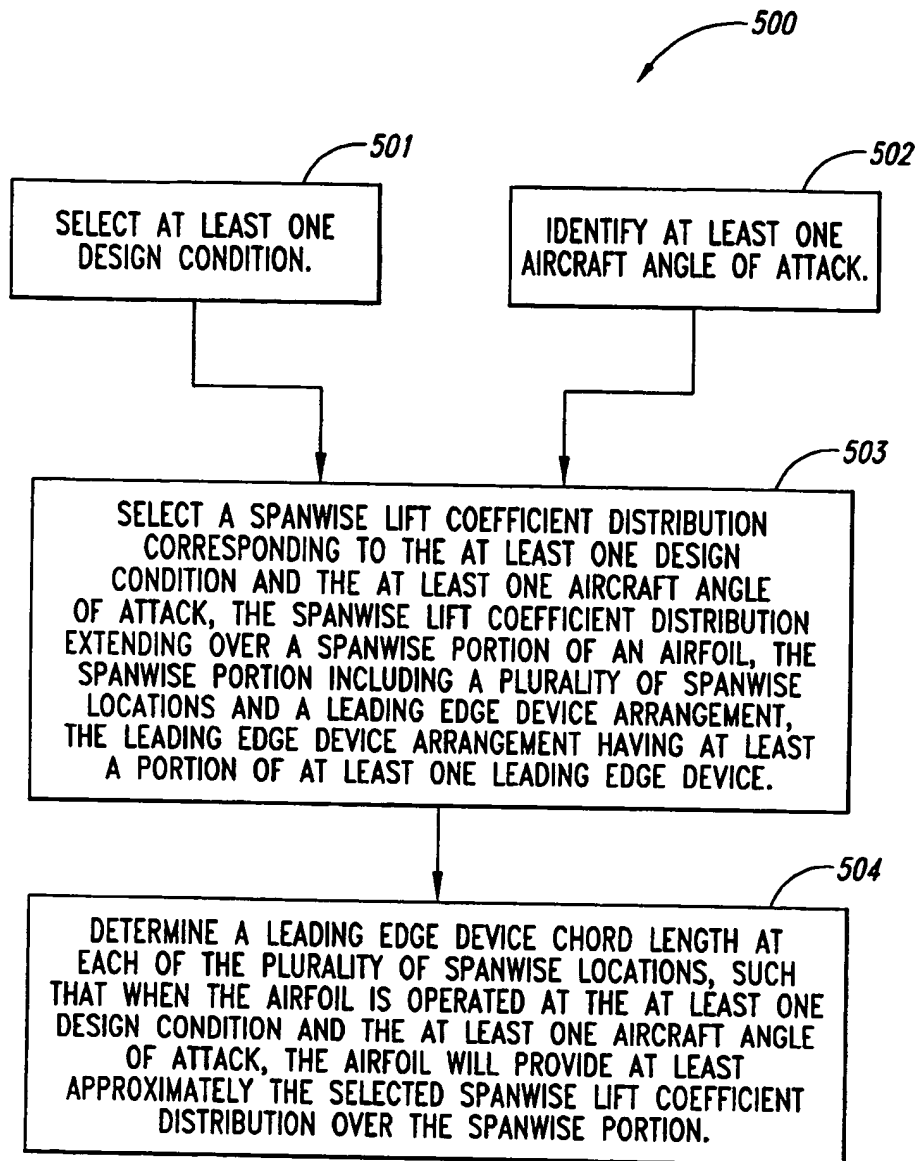 500
501
SELECT AT LEAST ONE
DESIGN CONDITION.
502
IDENTIFY AT LEAST ONE
AIRCRAFT ANGLE OF ATTACK.
503
SELECT A SPANWISE LIFT COEFFICIENT DISTRIBUTION
CORRESPONDING TO THE AT LEAST ONE DESIGN
CONDITION AND THE AT LEAST ONE AIRCRAFT ANGLE
OF ATTACK, THE SPANWISE LIFT COEFFICIENT DISTRIBUTION
EXTENDING OVER A SPANWISE PORTION OF AN AIRFOIL, THE
SPANWISE PORTION INCLUDING A PLURALITY OF SPANWISE
LOCATIONS AND A LEADING EDGE DEVICE ARRANGEMENT,
THE LEADING EDGE DEVICE ARRANGEMENT HAVING AT LEAST
A PORTION OF AT LEAST ONE LEADING EDGE DEVICE.
504
DETERMINE A LEADING EDGE DEVICE CHORD LENGTH AT
EACH OF THE PLURALITY OF SPANWISE LOCATIONS, SUCH
THAT WHEN THE AIRFOIL IS OPERATED AT THE AT LEAST ONE
DESIGN CONDITION AND THE AT LEAST ONE AIRCRAFT ANGLE
OF ATTACK, THE AIRFOIL WILL PROVIDE AT LEAST
APPROXIMATELY THE SELECTED SPANWISE LIFT COEFFICIENT
DISTRIBUTION OVER THE SPANWISE PORTION.